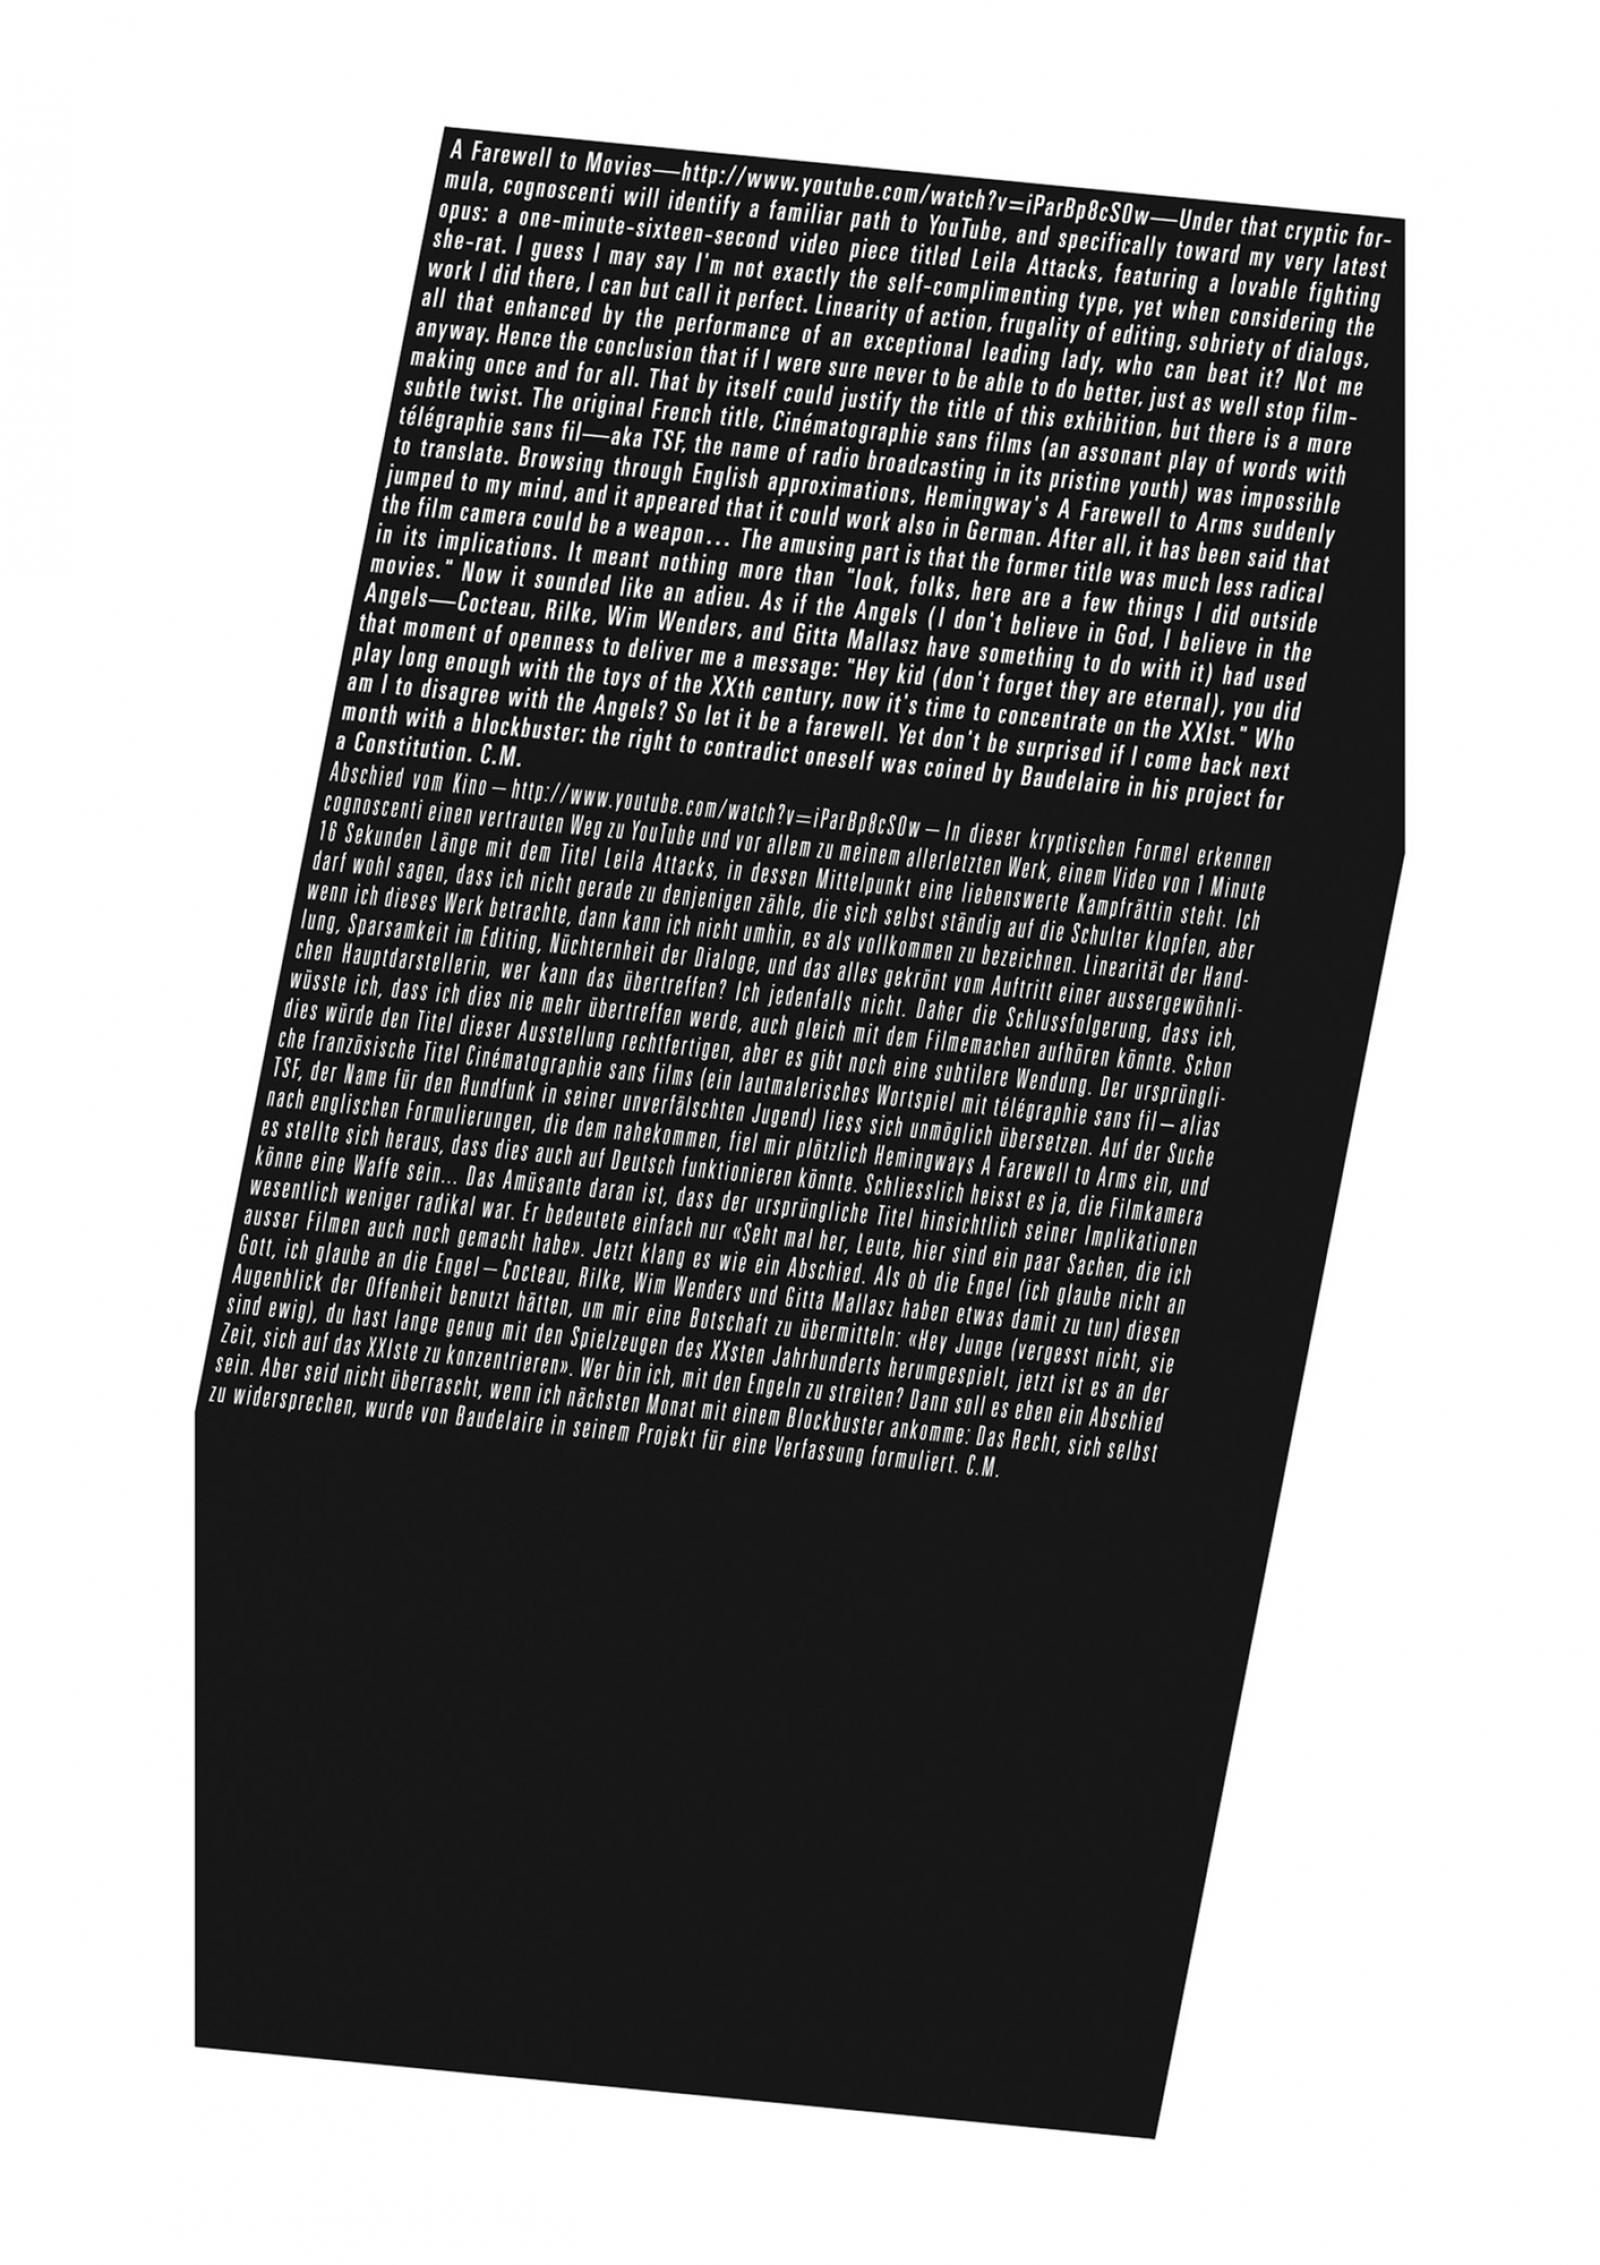 A Farewell to Movies—http://www.youtube.com/watch?v=iParBp8cS0w—Under that cryptic for-
mula, cognoscenti will identify a familiar path to YouTube, and specifically toward my very latest
opus: a one-minute-sixteen-second video piece titled Leila Attacks, featuring a lovable fighting
she-rat. I guess I may say I'm not exactly the self-complimenting type, yet when considering the
work I did there, I can but call it perfect. Linearity of action, frugality of editing, sobriety of dialogs,
all that enhanced by the performance of an exceptional leading lady, who can beat it? Not me
anyway. Hence the conclusion that if I were sure never to be able to do better, just as well stop film-
making once and for all. That by itself could justify the title of this exhibition, but there is a more
subtle twist. The original French title, Cinématographie sans films (an assonant play of words with
télégraphie sans fil—aka TSF, the name of radio broadcasting in its pristine youth) was impossible
to translate. Browsing through English approximations, Hemingway's A Farewell to Arms suddenly
jumped to my mind, and it appeared that it could work also in German. After all, it has been said that
the film camera could be a weapon... The amusing part is that the former title was much less radical
in its implications. It meant nothing more than "look, folks, here are a few things I did outside
movies." Now it sounded like an adieu. As if the Angels (I don't believe in God, I believe in the
Angels—Cocteau, Rilke, Wim Wenders, and Gitta Mallasz have something to do with it) had used
that moment of openness to deliver me a message: "Hey kid (don't forget they are eternal), you did
play long enough with the toys of the XXth century, now it's time to concentrate on the XXIst." Who
am I to disagree with the Angels? So let it be a farewell. Yet don't be surprised if I come back next
month with a blockbuster: the right to contradict oneself was coined by Baudelaire in his project for
a Constitution. C.M.
Abschied vom Kino – http://www.youtube.com/watch?v=iParBp8cS0w – In dieser kryptischen Formel erkennen
cognoscenti einen vertrauten Weg zu YouTube und vor allem zu meinem allerletzten Werk, einem Video von 1 Minute
16 Sekunden Länge mit dem Titel Leila Attacks, in dessen Mittelpunkt eine liebenswerte Kampfrättin steht. Ich
darf wohl sagen, dass ich nicht gerade zu denjenigen zähle, die sich selbst ständig auf die Schulter klopfen, aber
wenn ich dieses Werk betrachte, dann kann ich nicht umhin, es als vollkommen zu bezeichnen. Linearität der Hand-
lung, Sparsamkeit im Editing, Nüchternheit der Dialoge, und das alles gekrönt vom Auftritt einer aussergewöhnli-
chen Hauptdarstellerin, wer kann das übertreffen? Ich jedenfalls nicht. Daher die Schlussfolgerung, dass ich,
wüsste ich, dass ich dies nie mehr übertreffen werde, auch gleich mit dem Filmemachen aufhören könnte. Schon
dies würde den Titel dieser Ausstellung rechtfertigen, aber es gibt noch eine subtilere Wendung. Der ursprüngli-
che französische Titel Cinématographie sans films (ein lautmalerisches Wortspiel mit télégraphie sans fil – alias
TSF, der Name für den Rundfunk in seiner unverfälschten Jugend) liess sich unmöglich übersetzen. Auf der Suche
nach englischen Formulierungen, die dem nahekommen, fiel mir plötzlich Hemingways A Farewell to Arms ein, und
es stellte sich heraus, dass dies auch auf Deutsch funktionieren könnte. Schliesslich heisst es ja, die Filmkamera
könne eine Waffe sein... Das Amüsante daran ist, dass der ursprüngliche Titel hinsichtlich seiner Implikationen
wesentlich weniger radikal war. Er bedeutete einfach nur «Seht mal her, Leute, hier sind ein paar Sachen, die ich
ausser Filmen auch noch gemacht habe». Jetzt klang es wie ein Abschied. Als ob die Engel (ich glaube nicht an
Gott, ich glaube an die Engel – Cocteau, Rilke, Wim Wenders und Gitta Mallasz haben etwas damit zu tun) diesen
Augenblick der Offenheit benutzt hätten, um mir eine Botschaft zu übermitteln: «Hey Junge (vergesst nicht, sie
sind ewig), du hast lange genug mit den Spielzeugen des XXsten Jahrhunderts herumgespielt, jetzt ist es an der
Zeit, sich auf das XXIste zu konzentrieren». Wer bin ich, mit den Engeln zu streiten? Dann soll es eben ein Abschied
sein. Aber seid nicht überrascht, wenn ich nächsten Monat mit einem Blockbuster ankomme: Das Recht, sich selbst
zu widersprechen, wurde von Baudelaire in seinem Projekt für eine Verfassung formuliert. C.M.